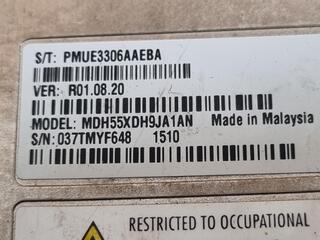 S/T: PMUE3306AAEBA
VER: R01.08.20
MODEL: MDH55XDH9JA1AN Made in Malaysia
S/N: 037TMYF648 1510
RESTRICTED TO OCCUPATIONAL